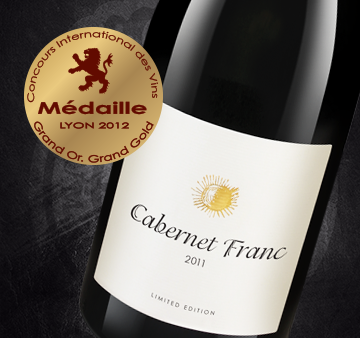 Concours International des Vins
Médaille
LYON 2012
Grand Or, Grand Gold
Cabernet Franc
2011
LIMITED EDITION